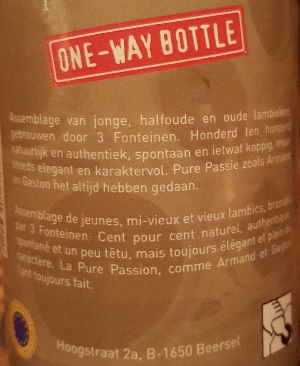 ONE-WAY BOTTLE
Assemblage van jonge, halfoude en oude lambieken,
gebrouwen door 3 Fonteinen. Honderd ten honderd
natuurlijk en authentiek, spontaan en ietwat koppig, maar
steeds elegant en karaktervol. Pure Passie zoals Armand
en Gaston het altijd hebben gedaan.
Assemblage de jeunes, mi-vieux et vieux lambics, brassés
par 3 Fonteinen. Cent pour cent naturel, authentique,
spontané et un peu têtu, mais toujours élégant et plein de
caractère. La Pure Passion, comme Armand et Gaston
l'ont toujours fait.
Hoogstraat 2a, B-1650 Beersel